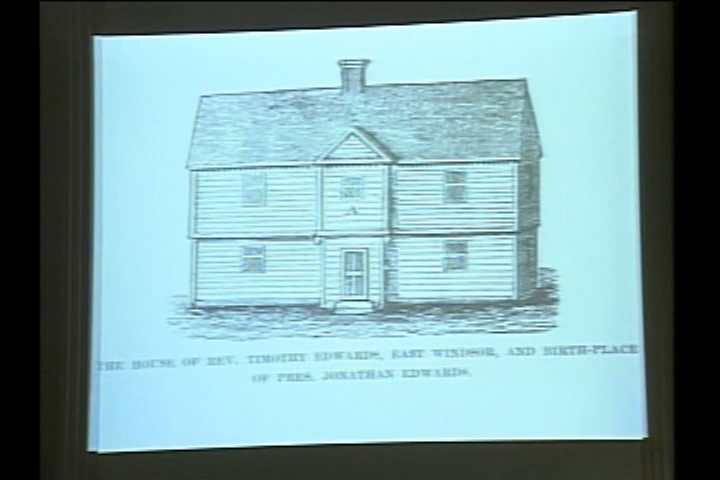 THE HOUSE OF REV. TIMOTHY EDWARDS, EAST WINDSOR, AND BIRTH-PLACE
OF PRES. JONATHAN EDWARDS.